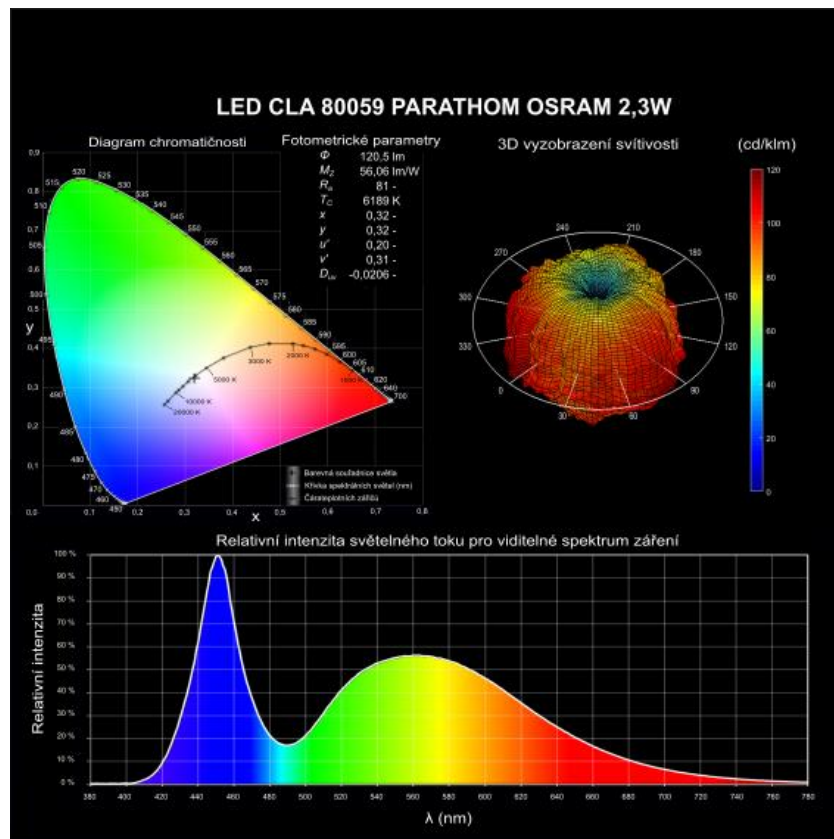 LED CLA 80059 PARATHOM OSRAM 2,3W
Diagram chromatičnosti
Fotometrické parametry
Φ 120,5 lm
Mz 56,06 lm/W
Ra 81 -
Tc 6189 K
x 0,32 -
y 0,32 -
u' 0,20 -
v' 0,31 -
Duv -0,0206 -
3D vyzobrazení svítivosti
(cd/klm)
0,9
0,8
0,7
0,6
0,5
y
0,4
0,3
0,2
0,1
0,0 0,1 0,2 0,3 0,4 0,5 0,6 0,7 0,8
x
520 525 530 535 540 545 550 555 560 565 570 575 580 585 590 595 600 605 610 620 640 700
515
505
500
495
490
485
480
475
470
460
450
20000 K
10000 K
5000 K
3000 K
2000 K
1500 K
Barevná souřadnice světla
Křivka spektrálních světel (nm)
Čára teplotních zářičů
240 210
270 180
300 150
330 120
0 90
30 60
120
100
80
60
40
20
0
Relativní intenzita světelného toku pro viditelné spektrum záření
Relativní intenzita
100 %
90 %
80 %
70 %
60 %
50 %
40 %
30 %
20 %
10 %
0 %
380 400 420 440 460 480 500 520 540 560 580 600 620 640 660 680 700 720 740 760 780
λ (nm)